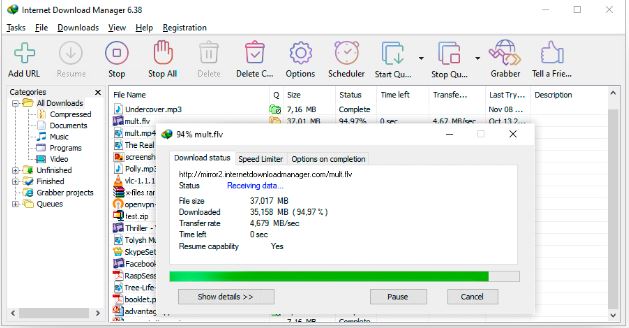 Internet Download Manager 6.38
Tasks File Downloads View Help Registration
Add URL Resume Stop Stop All Delete Delete C... Options Scheduler Start Qu... Stop Qu... Grabber Tell a Frie...
Categories
All Downloads
Compressed
Documents
Music
Programs
Video
Unfinished
Finished
Grabber projects
Queues
File Name Q Size Status Time left Transfe... Last Try... Description
Undercover.mp3 7,16 MB Complete Nov 08 ...
mult.flv 37,01 MB 94,97% 0 sec 4,67 MB/sec Oct 13 2...
mult.mp4
The Real
screensh
Polly.mp3
vlc-1.1.1
x-files rar
openvpn-
test.zip
Thriller -
Tolysh Mu
SkypeSet
Facebook
RaspSess
Tree-Life-
booklet.p
advantag
94% mult.flv
Download status Speed Limiter Options on completion
http://mirror2.internetdownloadmanager.com/mult.flv
Status Receiving data...
File size 37,017 MB
Downloaded 35,158 MB ( 94,97 % )
Transfer rate 4,679 MB/sec
Time left 0 sec
Resume capability Yes
Show details >> Pause Cancel